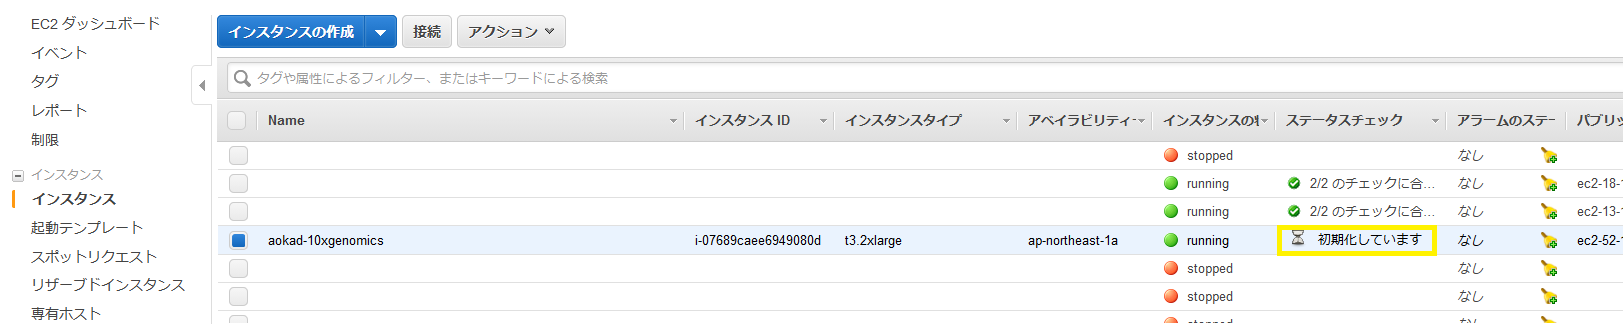 EC2 ダッシュボード
イベント
タグ
レポート
制限
インスタンス
インスタンス
起動テンプレート
スポットリクエスト
リザーブドインスタンス
専有ホスト
インスタンスの作成 接続 アクション
タグや属性によるフィルター、またはキーワードによる検索
Name インスタンス ID インスタンスタイプ アベイラビリティー インスタンスの ステータスチェック アラームのステー パブリッ
stopped なし
running 2/2 のチェックに合... なし ec2-18-1
running 2/2 のチェックに合... なし ec2-13-1
aokad-10xgenomics i-07689caee6949080d t3.2xlarge ap-northeast-1a running 初期化しています なし ec2-52-1
stopped なし
stopped なし
stopped なし